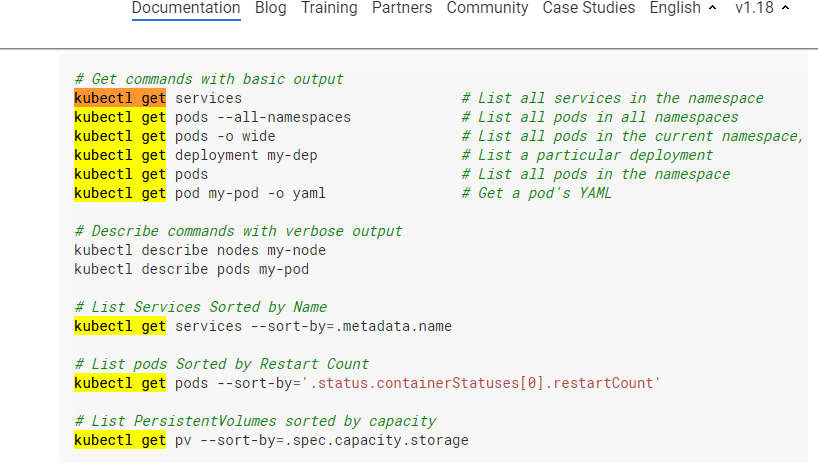 Documentation Blog Training Partners Community Case Studies English v1.18
# Get commands with basic output
kubectl get services # List all services in the namespace
kubectl get pods --all-namespaces # List all pods in all namespaces
kubectl get pods -o wide # List all pods in the current namespace,
kubectl get deployment my-dep # List a particular deployment
kubectl get pods # List all pods in the namespace
kubectl get pod my-pod -o yaml # Get a pod's YAML
# Describe commands with verbose output
kubectl describe nodes my-node
kubectl describe pods my-pod
# List Services Sorted by Name
kubectl get services --sort-by=.metadata.name
# List pods Sorted by Restart Count
kubectl get pods --sort-by='.status.containerStatuses[0].restartCount'
# List PersistentVolumes sorted by capacity
kubectl get pv --sort-by=.spec.capacity.storage